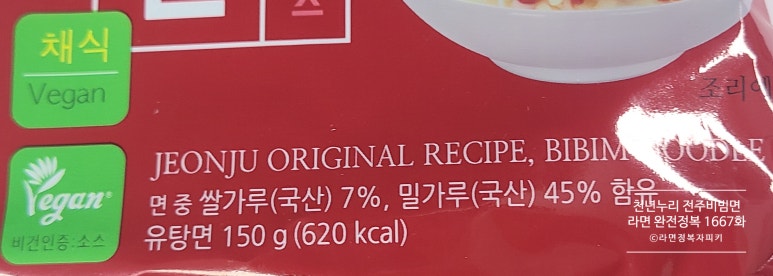 스
채식
Vegan
조리예
JEONJU ORIGINAL RECIPE, BIBIM NOODLE
Vegan®
면 중 쌀가루(국산) 7%, 밀가루(국산) 45% 함유
비건인증:소스
유탕면 150 g (620 kcal)
천년누리 전주비빔면
라면 완전정복 1667화
©라면정복자피키